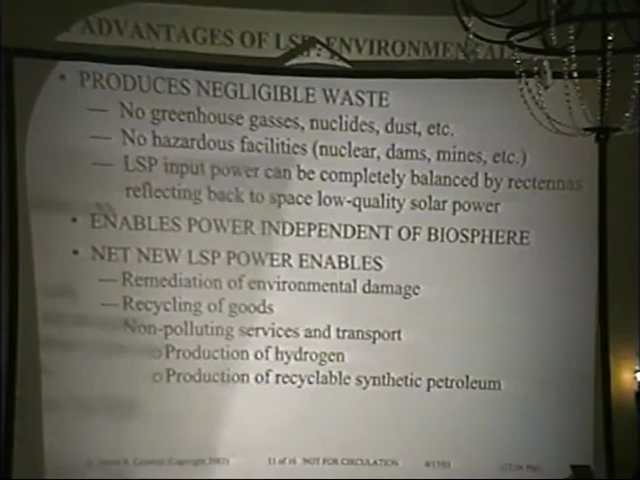 ADVANTAGES OF LSP: ENVIRONMENTAL
• PRODUCES NEGLIGIBLE WASTE
— No greenhouse gasses, nuclides, dust, etc.
— No hazardous facilities (nuclear, dams, mines, etc.)
— LSP input power can be completely balanced by rectennas
reflecting back to space low-quality solar power
• ENABLES POWER INDEPENDENT OF BIOSPHERE
• NET NEW LSP POWER ENABLES
— Remediation of environmental damage
— Recycling of goods
Non-polluting services and transport
○ Production of hydrogen
○ Production of recyclable synthetic petroleum
11 of 16 NOT FOR CIRCULATION